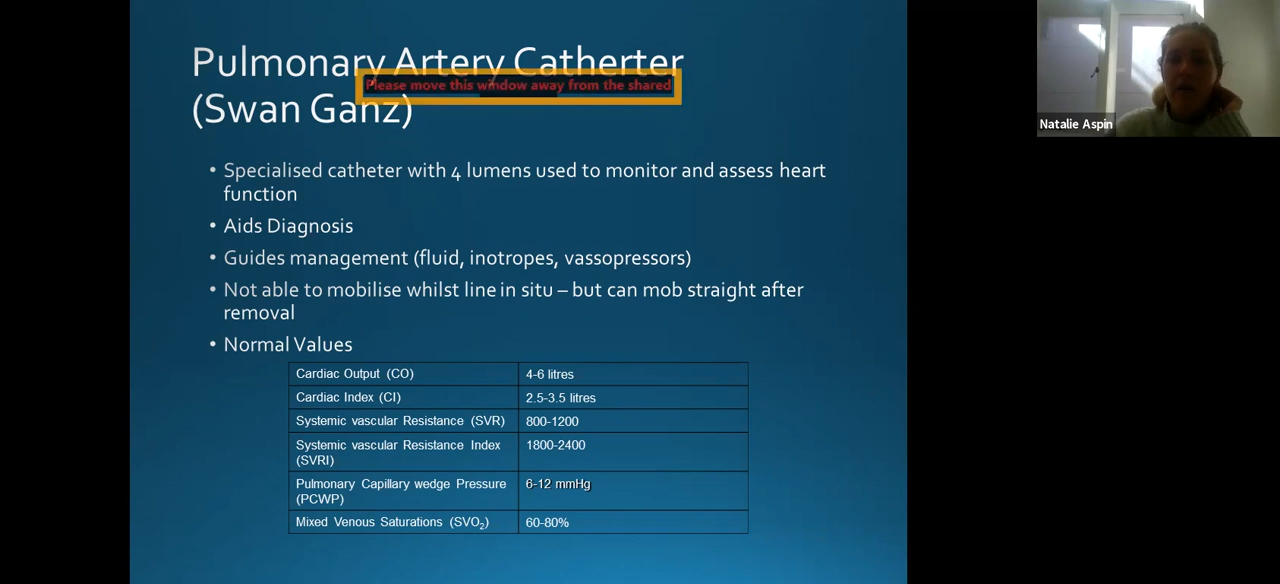 Pulmonary Artery Catherter
Please move this window away from the shared
(Swan Ganz)
• Specialised catheter with 4 lumens used to monitor and assess heart
function
• Aids Diagnosis
• Guides management (fluid, inotropes, vassopressors)
• Not able to mobilise whilst line in situ – but can mob straight after
removal
• Normal Values
Cardiac Output (CO) 4-6 litres
Cardiac Index (CI) 2.5-3.5 litres
Systemic vascular Resistance (SVR) 800-1200
Systemic vascular Resistance Index 1800-2400
(SVRI)
Pulmonary Capillary wedge Pressure 6-12 mmHg
(PCWP)
Mixed Venous Saturations (SVO₂) 60-80%
Natalie Aspin